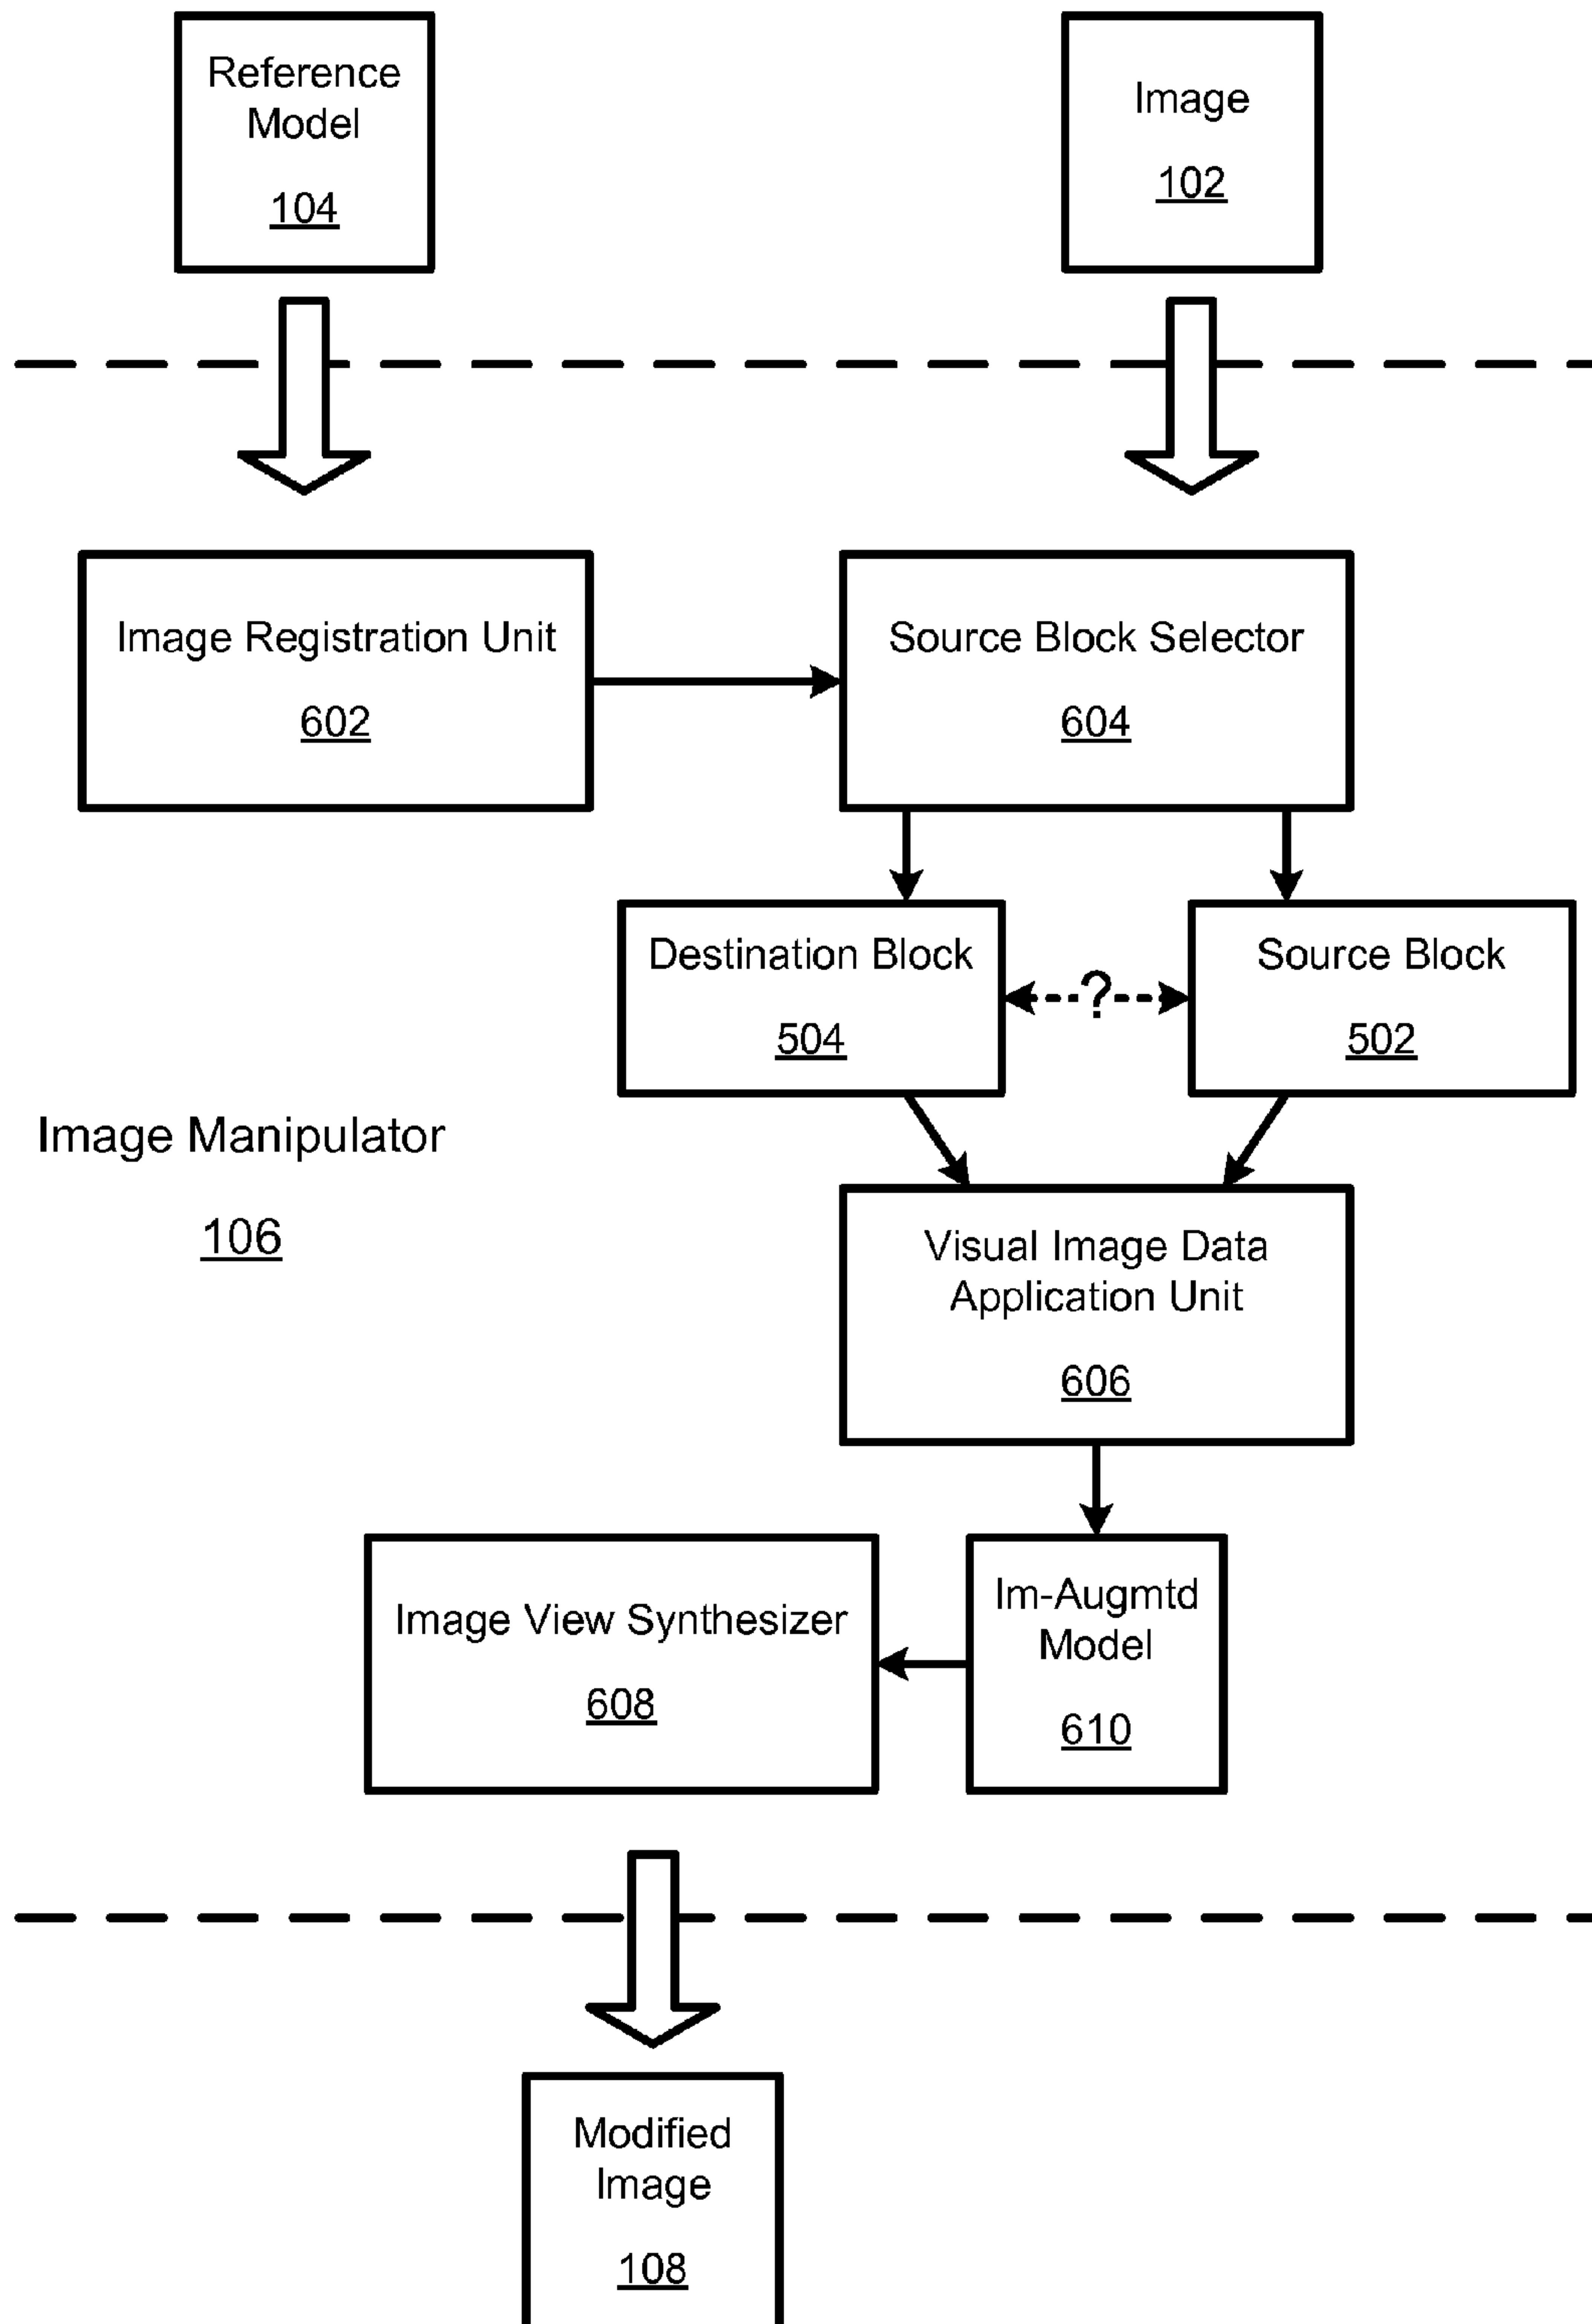 Reference
Model
104
Image
102
Image Registration Unit
602
Source Block Selector
604
Destination Block
504
?
Source Block
502
Image Manipulator
106
Visual Image Data
Application Unit
606
Image View Synthesizer
608
Im-Augmtd
Model
610
Modified
Image
108